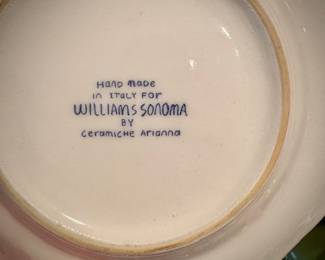 Hand made
in ITALY FOr
WILLIAMS SONOMA
BY
ceramiche Arianna